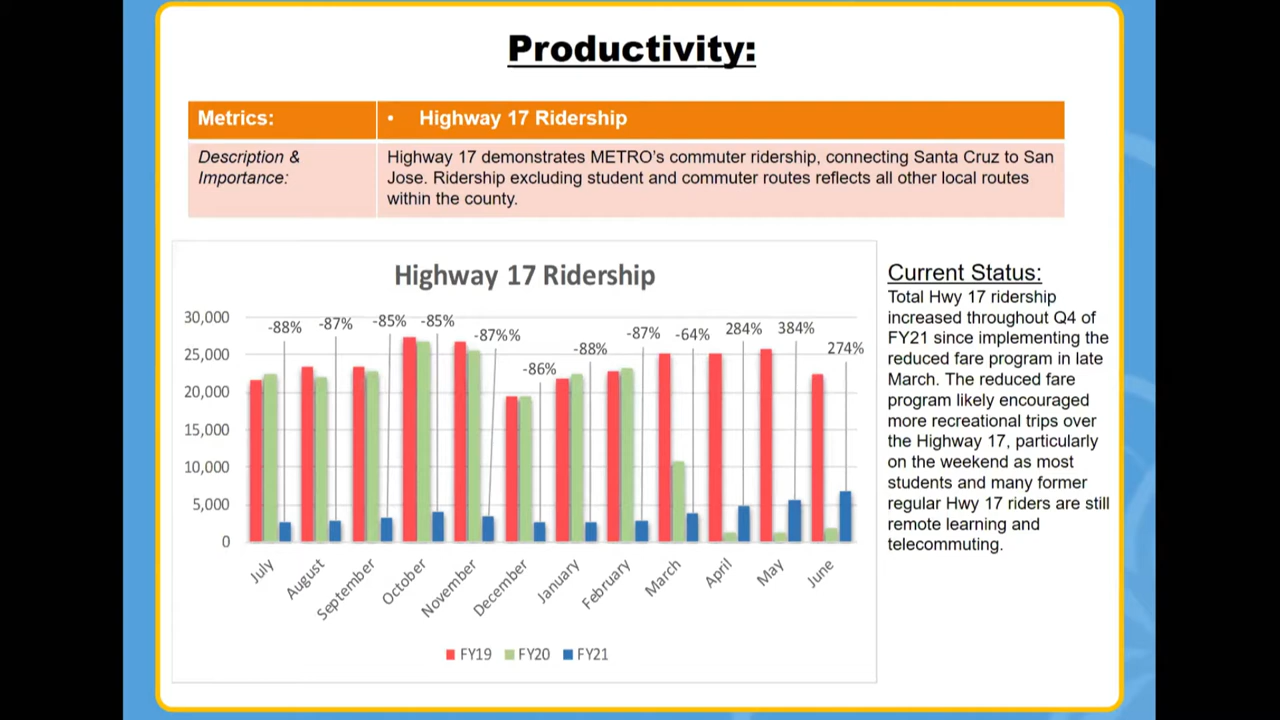 Productivity:
Metrics:
• Highway 17 Ridership
Description &
Importance:
Highway 17 demonstrates METRO's commuter ridership, connecting Santa Cruz to San
Jose. Ridership excluding student and commuter routes reflects all other local routes
within the county.
Highway 17 Ridership
30,000
25,000
20,000
15,000
10,000
5,000
0
-88%
-87%
-85%
-85%
-87%%
-86%
-88%
-87%
-64%
284%
384%
274%
July
August
September
October
November
December
January
February
March
April
May
June
FY19
FY20
FY21
Current Status:
Total Hwy 17 ridership
increased throughout Q4 of
FY21 since implementing the
reduced fare program in late
March. The reduced fare
program likely encouraged
more recreational trips over
the Highway 17, particularly
on the weekend as most
students and many former
regular Hwy 17 riders are still
remote learning and
telecommuting.